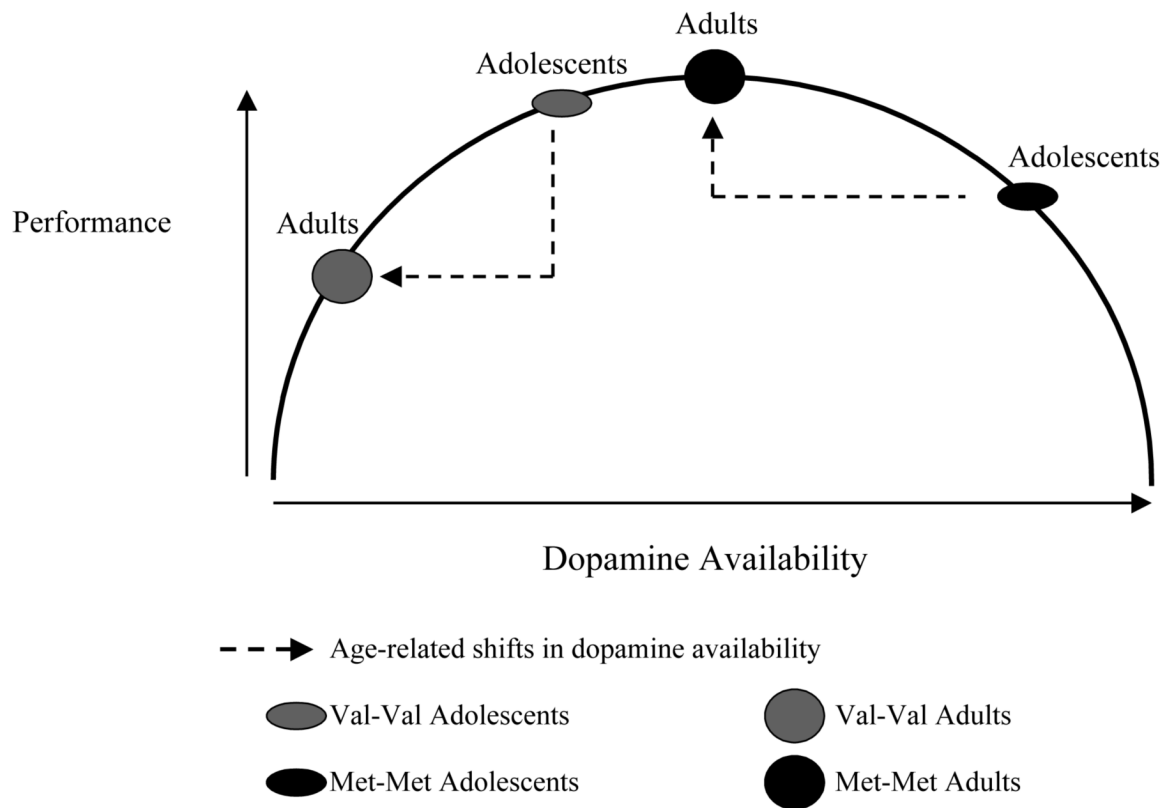 Adults
Adolescents
Adolescents
Performance
Adults
Dopamine Availability
Age-related shifts in dopamine availability
Val-Val Adolescents
Val-Val Adults
Met-Met Adolescents
Met-Met Adults